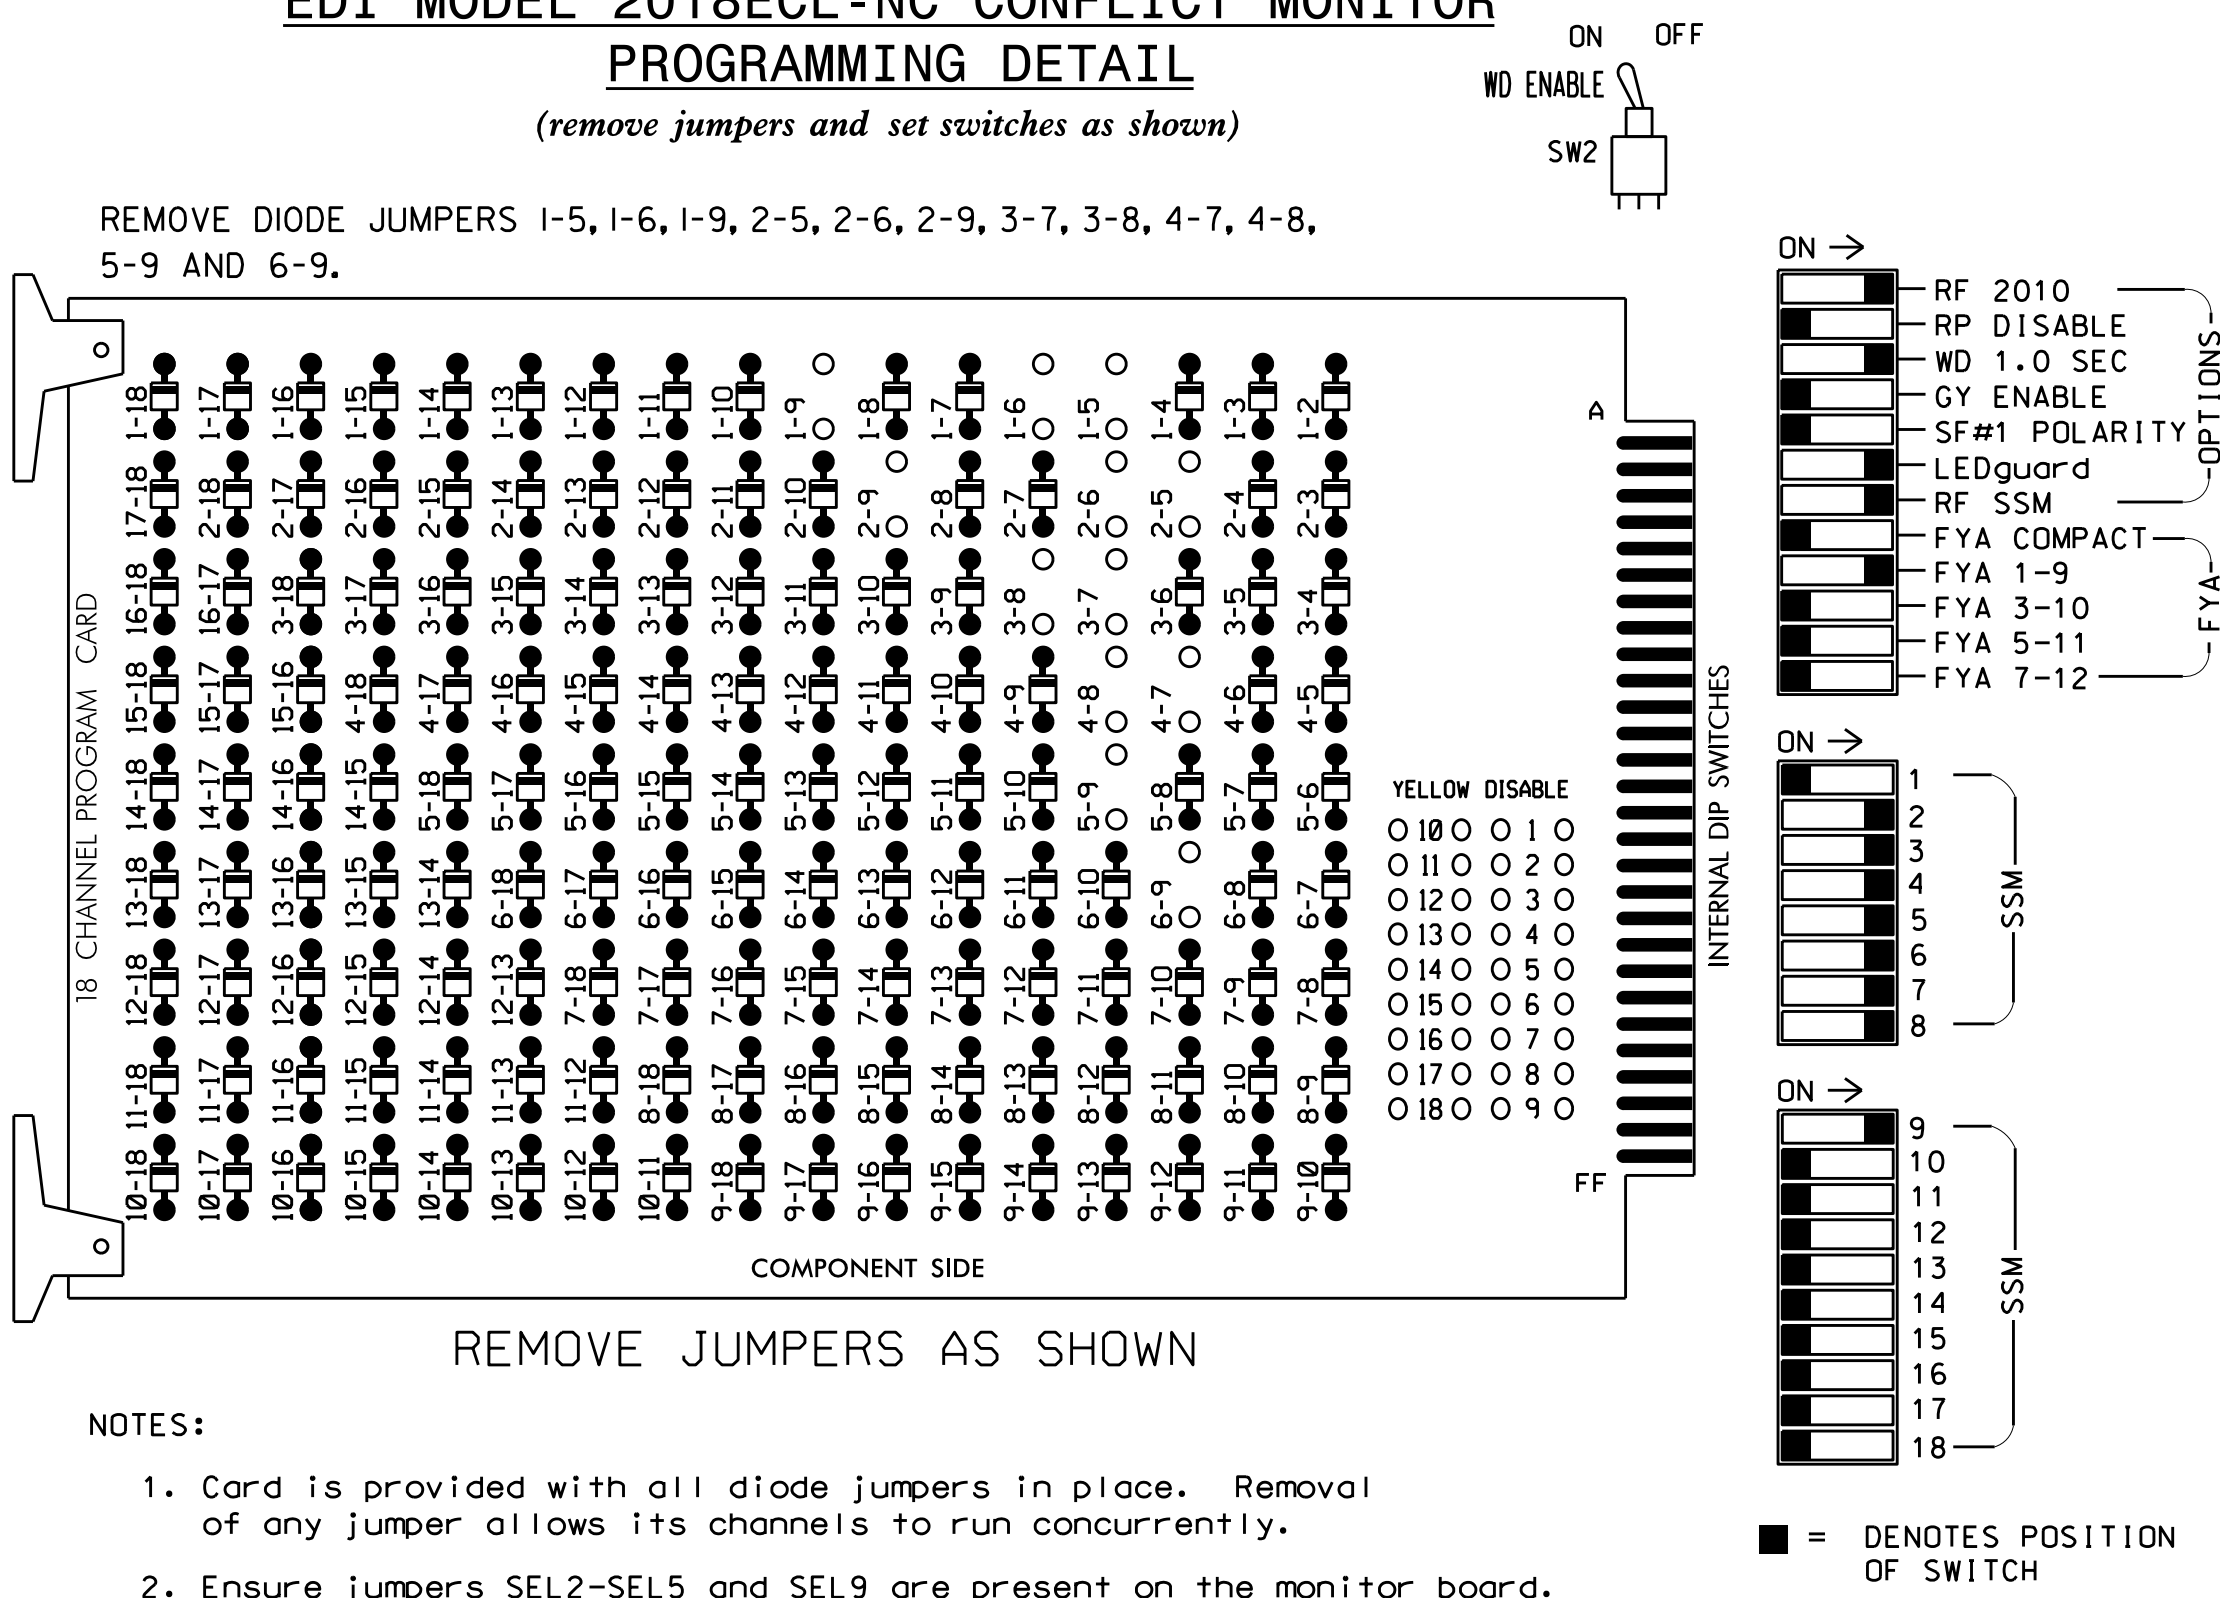 EDI MODEL 2018ECL-NC CONFLICT MONITOR
PROGRAMMING DETAIL
(remove jumpers and set switches as shown)
ON OFF
WD ENABLE
SW2
REMOVE DIODE JUMPERS 1-5, 1-6, 1-9, 2-5, 2-6, 2-9, 3-7, 3-8, 4-7, 4-8,
5-9 AND 6-9.
18 CHANNEL PROGRAM CARD
1-18 1-17 1-16 1-15 1-14 1-13 1-12 1-11 1-10 1-9 1-8 1-7 1-6 1-5 1-4 1-3 1-2
17-18 2-18 2-17 2-16 2-15 2-14 2-13 2-12 2-11 2-10 2-9 2-8 2-7 2-6 2-5 2-4 2-3
16-18 16-17 3-18 3-17 3-16 3-15 3-14 3-13 3-12 3-11 3-10 3-9 3-8 3-7 3-6 3-5 3-4
15-18 15-17 15-16 4-18 4-17 4-16 4-15 4-14 4-13 4-12 4-11 4-10 4-9 4-8 4-7 4-6 4-5
14-18 14-17 14-16 14-15 5-18 5-17 5-16 5-15 5-14 5-13 5-12 5-11 5-10 5-9 5-8 5-7 5-6
13-18 13-17 13-16 13-15 13-14 6-18 6-17 6-16 6-15 6-14 6-13 6-12 6-11 6-10 6-9 6-8 6-7
12-18 12-17 12-16 12-15 12-14 12-13 7-18 7-17 7-16 7-15 7-14 7-13 7-12 7-11 7-10 7-9 7-8
11-18 11-17 11-16 11-15 11-14 11-13 11-12 8-18 8-17 8-16 8-15 8-14 8-13 8-12 8-11 8-10 8-9
10-18 10-17 10-16 10-15 10-14 10-13 10-12 10-11 9-18 9-17 9-16 9-15 9-14 9-13 9-12 9-11 9-10
YELLOW DISABLE
10 1
11 2
12 3
13 4
14 5
15 6
16 7
17 8
18 9
A
FF
COMPONENT SIDE
INTERNAL DIP SWITCHES
ON
RF 2010
RP DISABLE
WD 1.0 SEC
GY ENABLE
SF#1 POLARITY
LEDguard
RF SSM
OPTIONS
FYA COMPACT
FYA 1-9
FYA 3-10
FYA 5-11
FYA 7-12
FYA
ON
1
2
3
4
5
6
7
8
SSM
ON
9
10
11
12
13
14
15
16
17
18
SSM
= DENOTES POSITION
OF SWITCH
REMOVE JUMPERS AS SHOWN
NOTES:
1. Card is provided with all diode jumpers in place. Removal
of any jumper allows its channels to run concurrently.
2. Ensure jumpers SEL2-SEL5 and SEL9 are present on the monitor board.